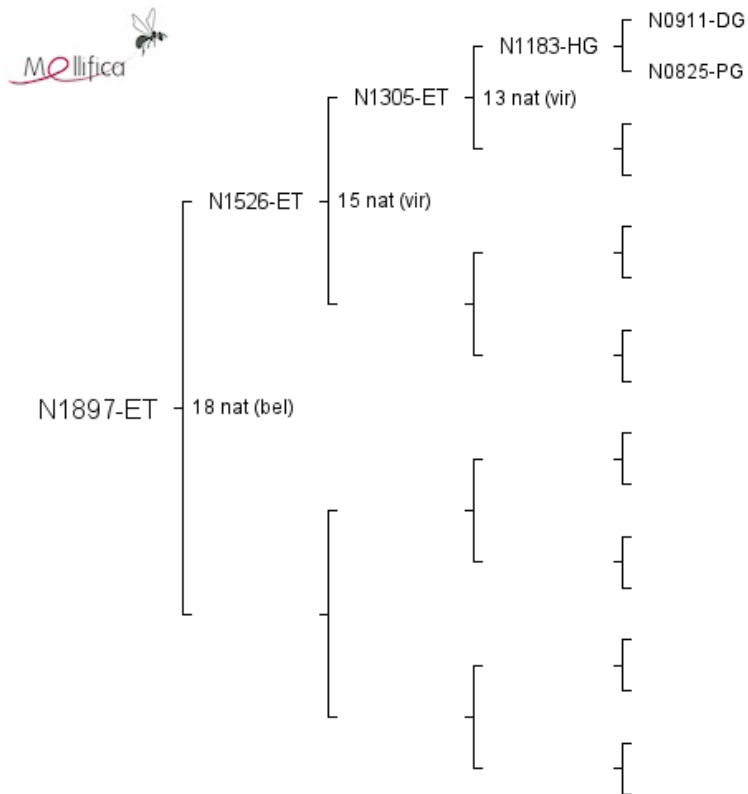 Mellifica
N0911-DG
N1183-HG
N0825-PG
N1305-ET
13 nat (vir)
N1526-ET
15 nat (vir)
N1897-ET
18 nat (bel)